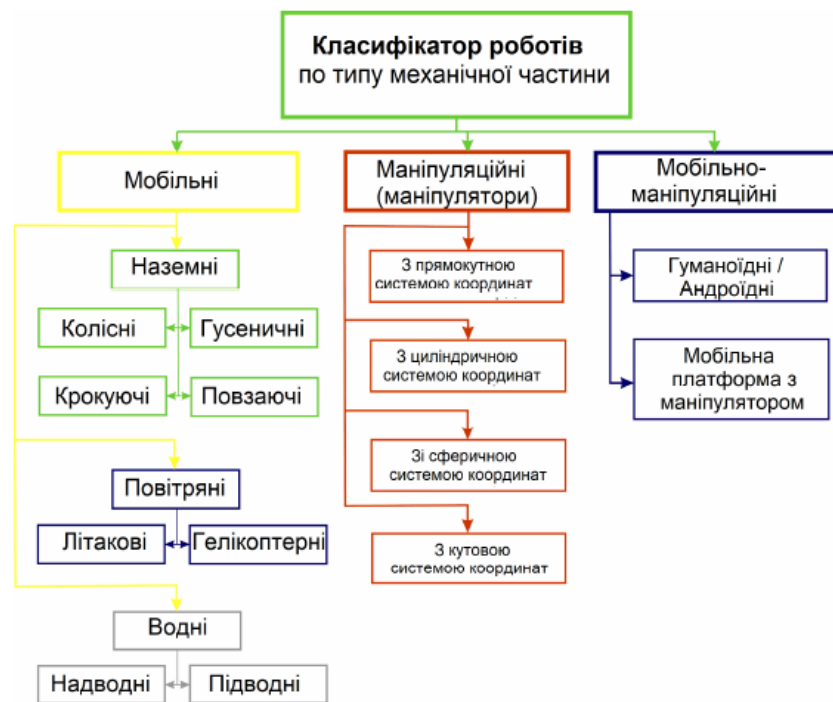 Класифікатор роботів
по типу механічної частини
Мобільні
Маніпуляційні
(маніпулятори)
Мобільно-
маніпуляційні
Наземні
Колісні
Гусеничні
Крокуючі
Повзаючі
Повітряні
Літакові
Гелікоптерні
Водні
Надводні
Підводні
З прямокутною
системою координат
З циліндричною
системою координат
Зі сферичною
системою координат
З кутовою
системою координат
Гуманоїдні /
Андроїдні
Мобільна
платформа з
маніпулятором